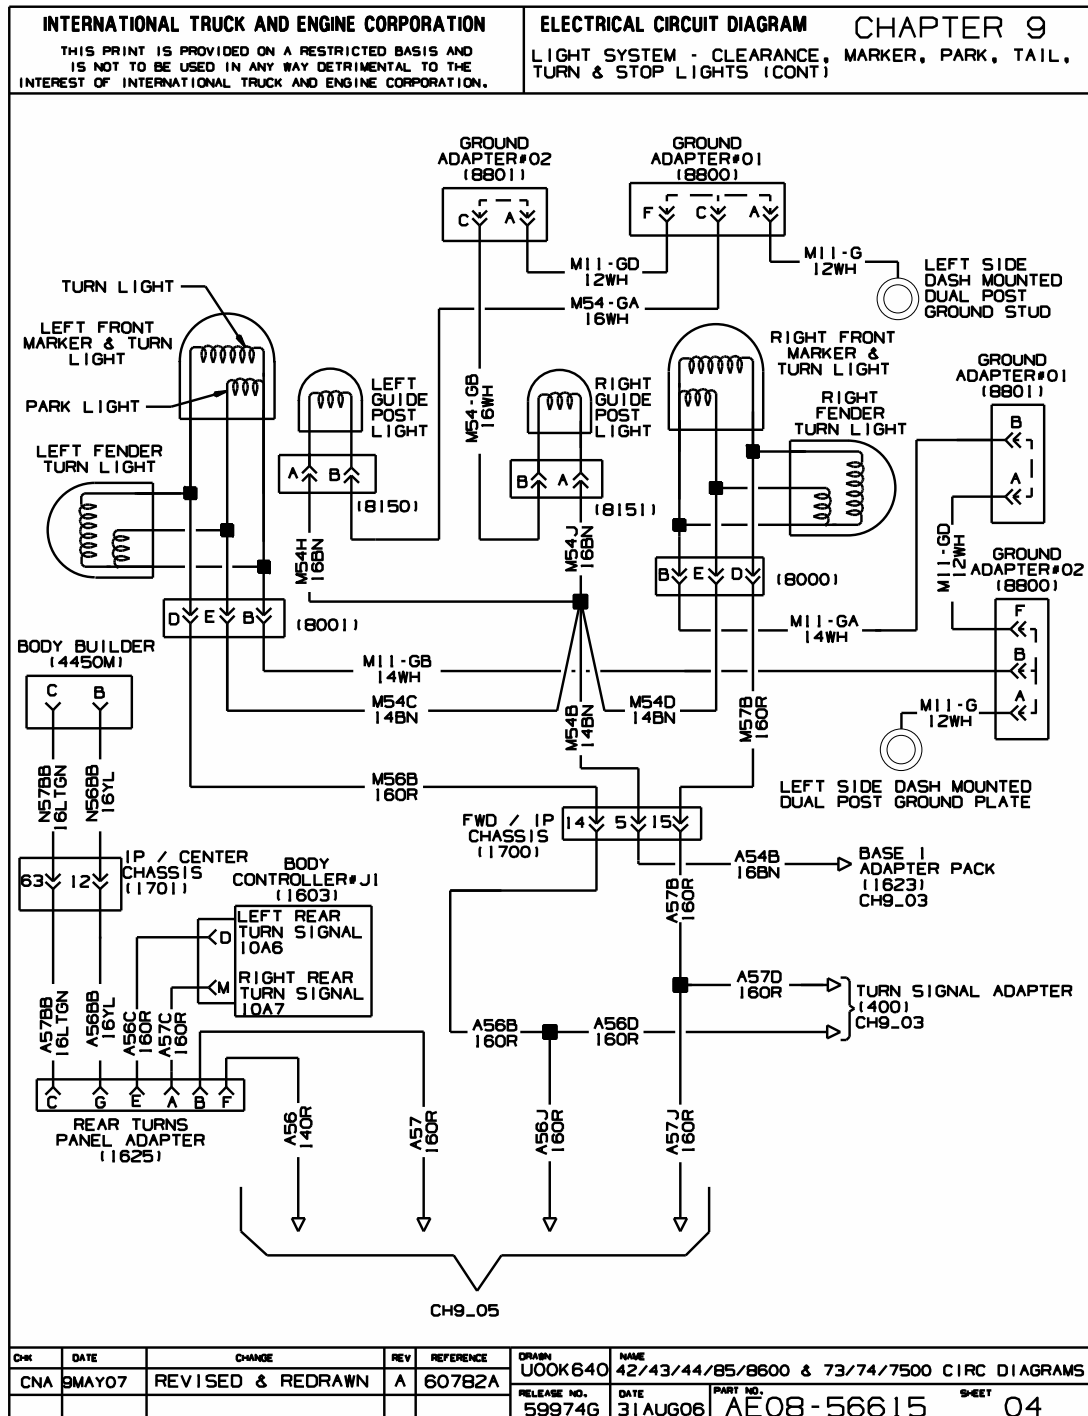 INTERNATIONAL TRUCK AND ENGINE CORPORATION
THIS PRINT IS PROVIDED ON A RESTRICTED BASIS AND
IS NOT TO BE USED IN ANY WAY DETRIMENTAL TO THE
INTEREST OF INTERNATIONAL TRUCK AND ENGINE CORPORATION.
ELECTRICAL CIRCUIT DIAGRAM CHAPTER 9
LIGHT SYSTEM - CLEARANCE, MARKER, PARK, TAIL,
TURN & STOP LIGHTS (CONT)
GROUND
ADAPTER#02
(8801)
C A
GROUND
ADAPTER#01
(8800)
F C A
M11-GD
12WH
M11-G
12WH
LEFT SIDE
DASH MOUNTED
DUAL POST
GROUND STUD
M54-GA
16WH
TURN LIGHT
LEFT FRONT
MARKER & TURN
LIGHT
PARK LIGHT
LEFT FENDER
TURN LIGHT
LEFT
GUIDE
POST
LIGHT
M54-GB
16WH
RIGHT
GUIDE
POST
LIGHT
RIGHT FRONT
MARKER &
TURN LIGHT
RIGHT
FENDER
TURN LIGHT
GROUND
ADAPTER#01
(8801)
B
A
A B
(8150)
B A
(8151)
M54H
16BN
M54J
16BN
M11-GD
12WH
GROUND
ADAPTER#02
(8800)
F
B
A
B E D
(8000)
D E B
(8001)
M11-GA
14WH
M11-GB
14WH
M54C
14BN
M54B
14BN
M54D
14BN
M57B
16OR
M11-G
12WH
LEFT SIDE DASH MOUNTED
DUAL POST GROUND PLATE
BODY BUILDER
(4450M)
C B
N57BB
16LTGN
N56BB
16YL
M56B
16OR
FWD / IP
CHASSIS
(1700)
14 5 15
IP / CENTER
CHASSIS
(1701)
63 12
A54B
16BN
BASE 1
ADAPTER PACK
(1623)
CH9_03
A57B
16OR
BODY
CONTROLLER#J1
(1603)
D
LEFT REAR
TURN SIGNAL
10A6
M
RIGHT REAR
TURN SIGNAL
10A7
A57D
16OR
TURN SIGNAL ADAPTER
(400)
CH9_03
A56B
16OR
A56D
16OR
A57BB
16LTGN
A56BB
16YL
A56C
16OR
A57C
16OR
C G E A B F
REAR TURNS
PANEL ADAPTER
(1625)
A56
14OR
A57
16OR
A56J
16OR
A57J
16OR
CH9_05
CHK DATE CHANGE REV REFERENCE
CNA 9MAY07 REVISED & REDRAWN A 60782A
DRAWN NAME
U00K640 42/43/44/85/8600 & 73/74/7500 CIRC DIAGRAMS
RELEASE NO. DATE PART NO. SHEET
59974G 31AUG06 AE08-56615 04